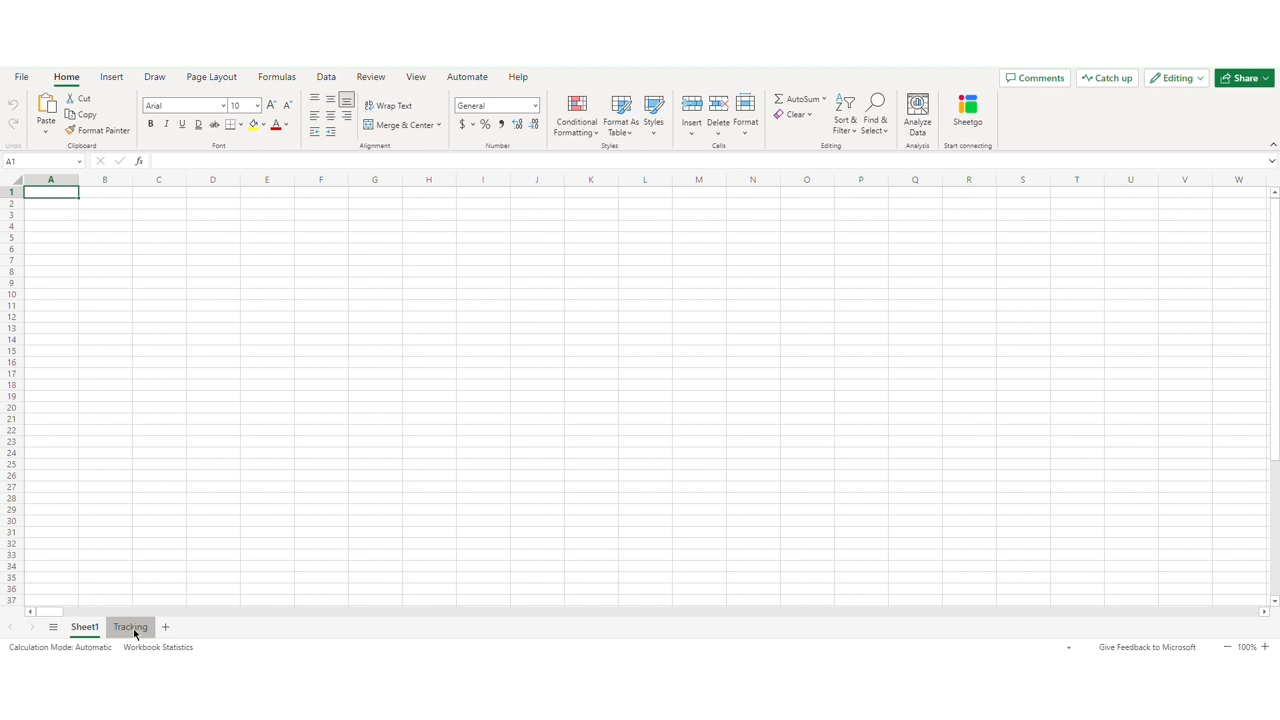 File Home Insert Draw Page Layout Formulas Data Review View Automate Help Comments Catch up Editing Share
Paste Cut Copy Format Painter
Clipboard
Undo
Arial 10 A A
B I U D ab A
Font
Wrap Text
Merge & Center
Alignment
General
$ % 9
Number
Conditional Formatting Format As Table Styles
Styles
Insert Delete Format
Cells
AutoSum Clear Sort & Filter Find & Select
Editing
Analyze Data
Analysis
Sheetgo
Start connecting
A1 fx
A B C D E F G H I J K L M N O P Q R S T U V W
1
2
3
4
5
6
7
8
9
10
11
12
13
14
15
16
17
18
19
20
21
22
23
24
25
26
27
28
29
30
31
32
33
34
35
36
37
Sheet1 Tracking +
Calculation Mode: Automatic Workbook Statistics Give Feedback to Microsoft 100%